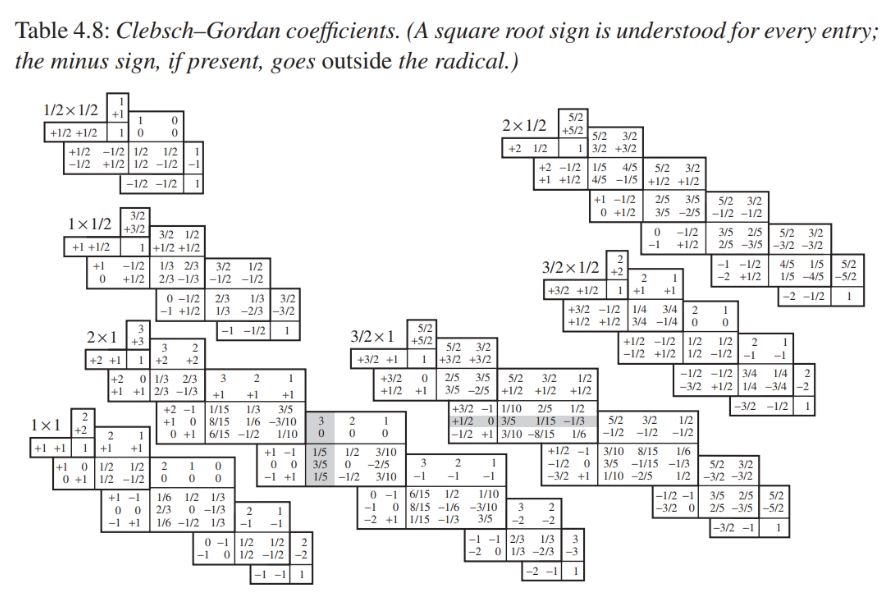 Table 4.8: Clebsch–Gordan coefficients. (A square root sign is understood for every entry;
the minus sign, if present, goes outside the radical.)
1/2×1/2
1
+1
1 0
+1/2 +1/2 1 0 0
+1/2 −1/2 1/2 1/2 1
−1/2 +1/2 1/2 −1/2 −1
−1/2 −1/2 1
1×1/2
3/2
+3/2
3/2 1/2
+1 +1/2 1 +1/2 +1/2
+1 −1/2 1/3 2/3 3/2 1/2
0 +1/2 2/3 −1/3 −1/2 −1/2
0 −1/2 2/3 1/3 3/2
−1 +1/2 1/3 −2/3 −3/2
−1 −1/2 1
2×1
3
+3
3 2
+2 +1 1 +2 +2
+2 0 1/3 2/3 3 2 1
+1 +1 2/3 −1/3 +1 +1 +1
+2 −1 1/15 1/3 3/5
+1 0 8/15 1/6 −3/10
0 +1 6/15 −1/2 1/10
3 2 1
0 0 0
+1 −1 1/5 1/2 3/10
0 0 3/5 0 −2/5
−1 +1 1/5 −1/2 3/10
3 2 1
−1 −1 −1
0 −1 6/15 1/2 1/10
−1 0 8/15 −1/6 −3/10
−2 +1 1/15 −1/3 3/5
3 2
−2 −2
−1 −1 2/3 1/3 3
−2 0 1/3 −2/3 −3
−2 −1 1
1×1
2
+2
2 1
+1 +1 1 +1 +1
+1 0 1/2 1/2 2 1 0
0 +1 1/2 −1/2 0 0 0
+1 −1 1/6 1/2 1/3
0 0 2/3 0 −1/3
−1 +1 1/6 −1/2 1/3
2 1
−1 −1
0 −1 1/2 1/2 2
−1 0 1/2 −1/2 −2
−1 −1 1
2×1/2
5/2
+5/2
5/2 3/2
+2 1/2 1 3/2 +3/2
+2 −1/2 1/5 4/5 5/2 3/2
+1 +1/2 4/5 −1/5 +1/2 +1/2
+1 −1/2 2/5 3/5 5/2 3/2
0 +1/2 3/5 −2/5 −1/2 −1/2
0 −1/2 3/5 2/5 5/2 3/2
−1 +1/2 2/5 −3/5 −3/2 −3/2
−1 −1/2 4/5 1/5 5/2
−2 +1/2 1/5 −4/5 −5/2
−2 −1/2 1
3/2×1/2
2
+2
2 1
+3/2 +1/2 1 +1 +1
+3/2 −1/2 1/4 3/4 2 1
+1/2 +1/2 3/4 −1/4 0 0
+1/2 −1/2 1/2 1/2 2 1
−1/2 +1/2 1/2 −1/2 −1 −1
−1/2 −1/2 3/4 1/4 2
−3/2 +1/2 1/4 −3/4 −2
−3/2 −1/2 1
3/2×1
5/2
+5/2
5/2 3/2
+3/2 +1 1 +3/2 +3/2
+3/2 0 2/5 3/5 5/2 3/2 1/2
+1/2 +1 3/5 −2/5 +1/2 +1/2 +1/2
+3/2 −1 1/10 2/5 1/2
+1/2 0 3/5 1/15 −1/3
−1/2 +1 3/10 −8/15 1/6
5/2 3/2 1/2
−1/2 −1/2 −1/2
+1/2 −1 3/10 8/15 1/6
−1/2 0 3/5 −1/15 −1/3
−3/2 +1 1/10 −2/5 1/2
5/2 3/2
−3/2 −3/2
−1/2 −1 3/5 2/5 5/2
−3/2 0 2/5 −3/5 −5/2
−3/2 −1 1